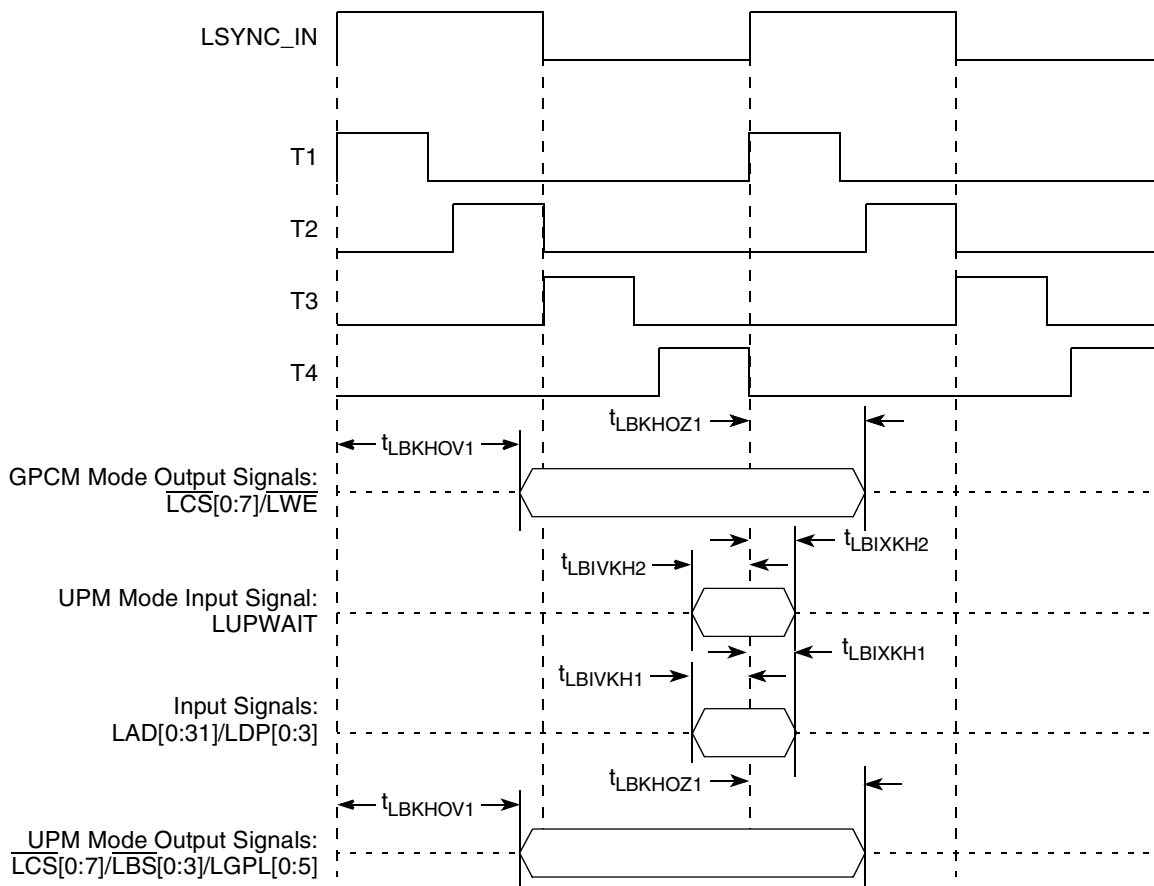 LSYNC_IN
T1
T2
T3
T4
tLBKHOZ1
tLBKHOV1
GPCM Mode Output Signals:
LCS[0:7]/LWE
tLBIXKH2
tLBIVKH2
UPM Mode Input Signal:
LUPWAIT
tLBIXKH1
tLBIVKH1
Input Signals:
LAD[0:31]/LDP[0:3]
tLBKHOZ1
tLBKHOV1
UPM Mode Output Signals:
LCS[0:7]/LBS[0:3]/LGPL[0:5]